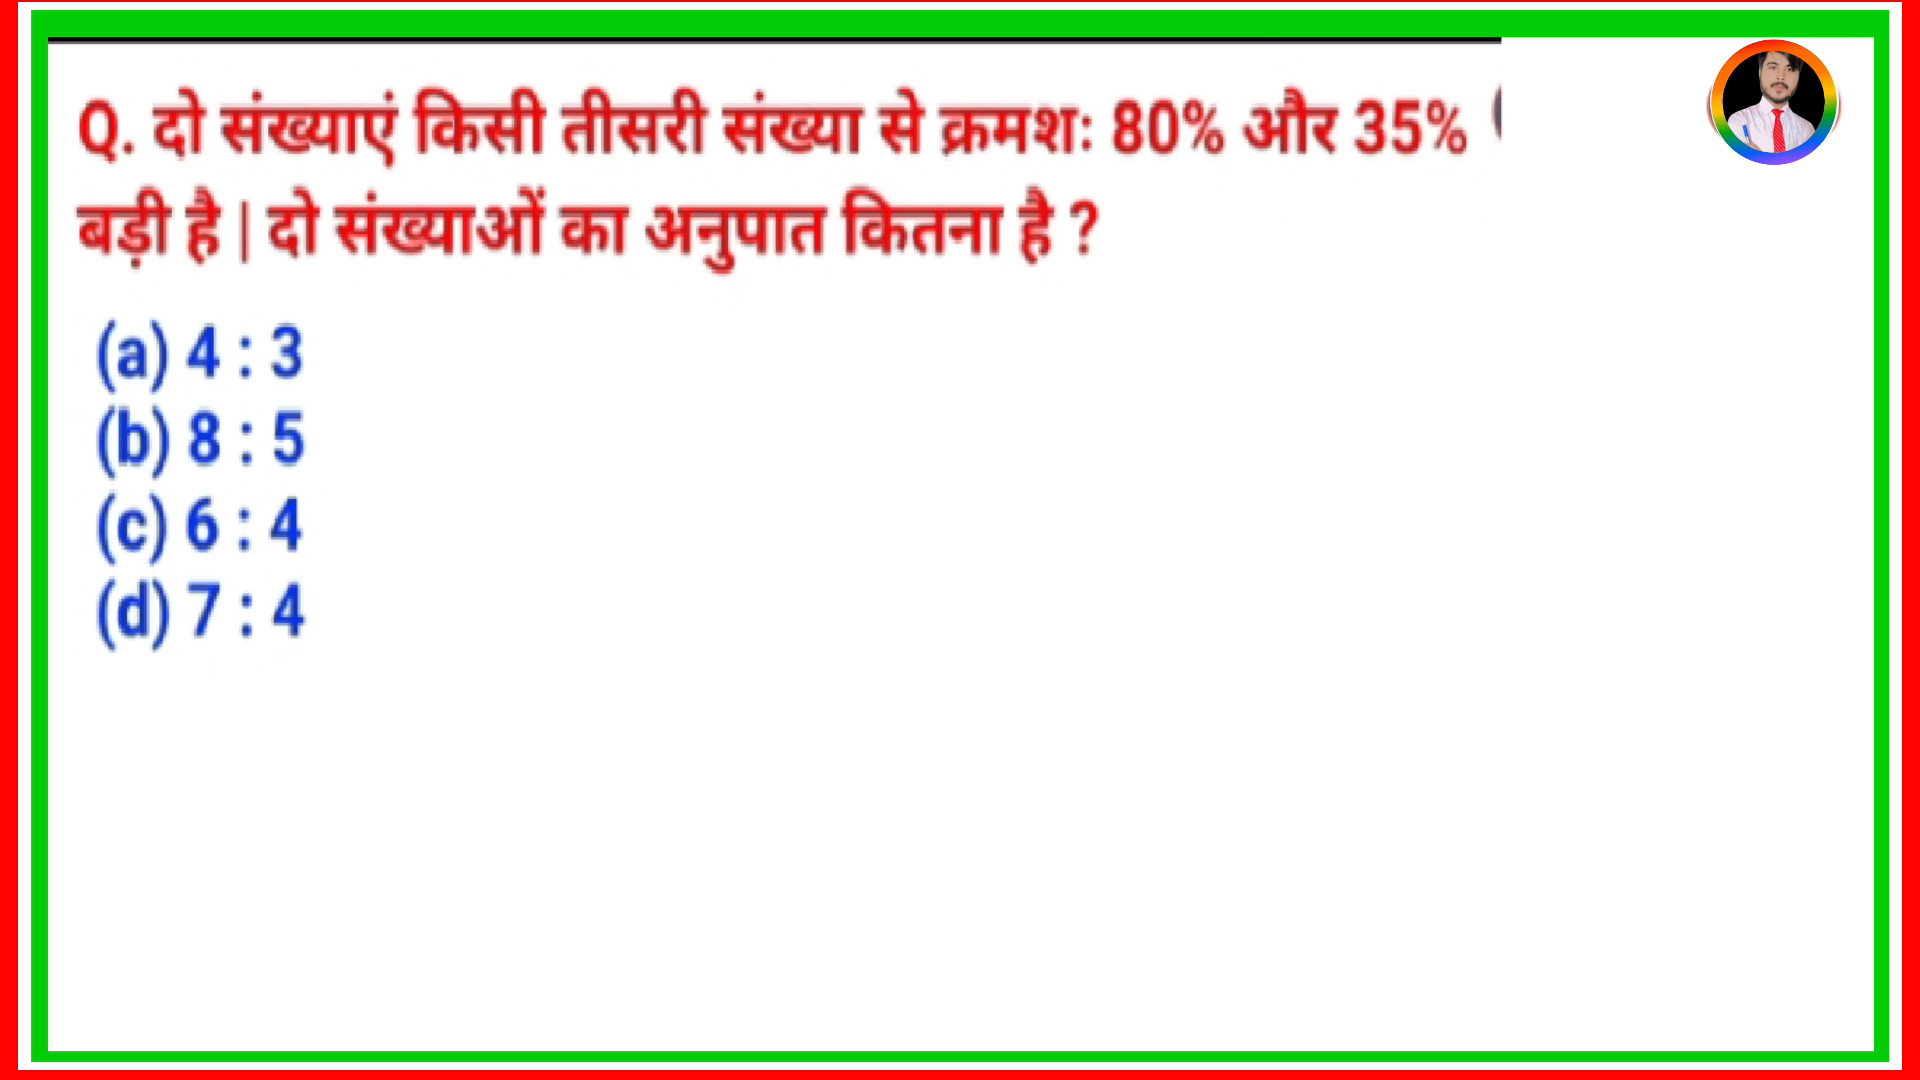 Q. दो संख्याएं किसी तीसरी संख्या से क्रमशः 80% और 35%
बड़ी है | दो संख्याओं का अनुपात कितना है ?
(a) 4 : 3
(b) 8 : 5
(c) 6 : 4
(d) 7 : 4